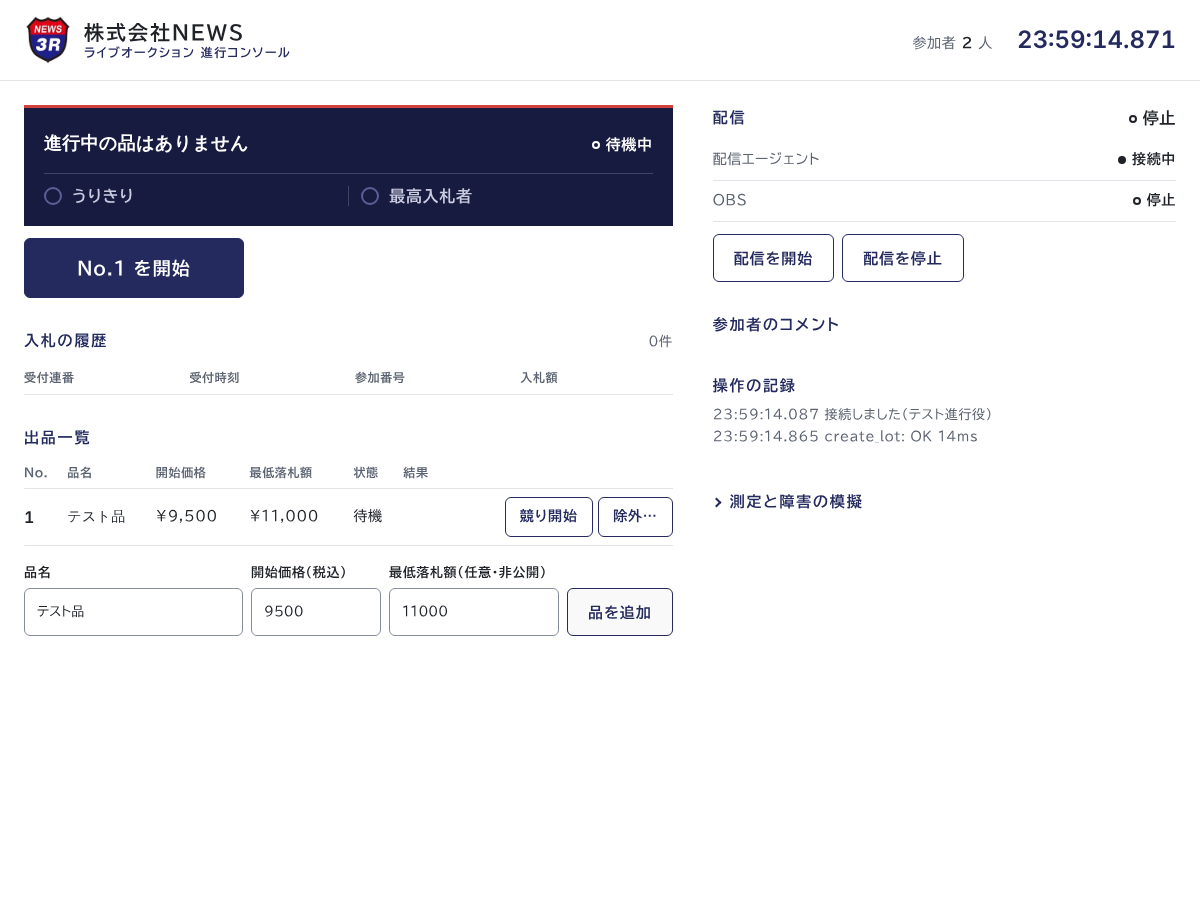 NEWS
3R
株式会社NEWS
ライブオークション 進行コンソール
参加者 2 人
23:59:14.871
進行中の品はありません
待機中
うりきり
最高入札者
No.1 を開始
入札の履歴
0件
受付連番 受付時刻 参加番号 入札額
出品一覧
No. 品名 開始価格 最低落札額 状態 結果
1 テスト品 ¥9,500 ¥11,000 待機 競り開始 除外…
品名 開始価格(税込) 最低落札額(任意・非公開)
テスト品 9500 11000 品を追加
配信
停止
配信エージェント 接続中
OBS 停止
配信を開始 配信を停止
参加者のコメント
操作の記録
23:59:14.087 接続しました(テスト進行役)
23:59:14.865 create_lot: OK 14ms
測定と障害の模擬